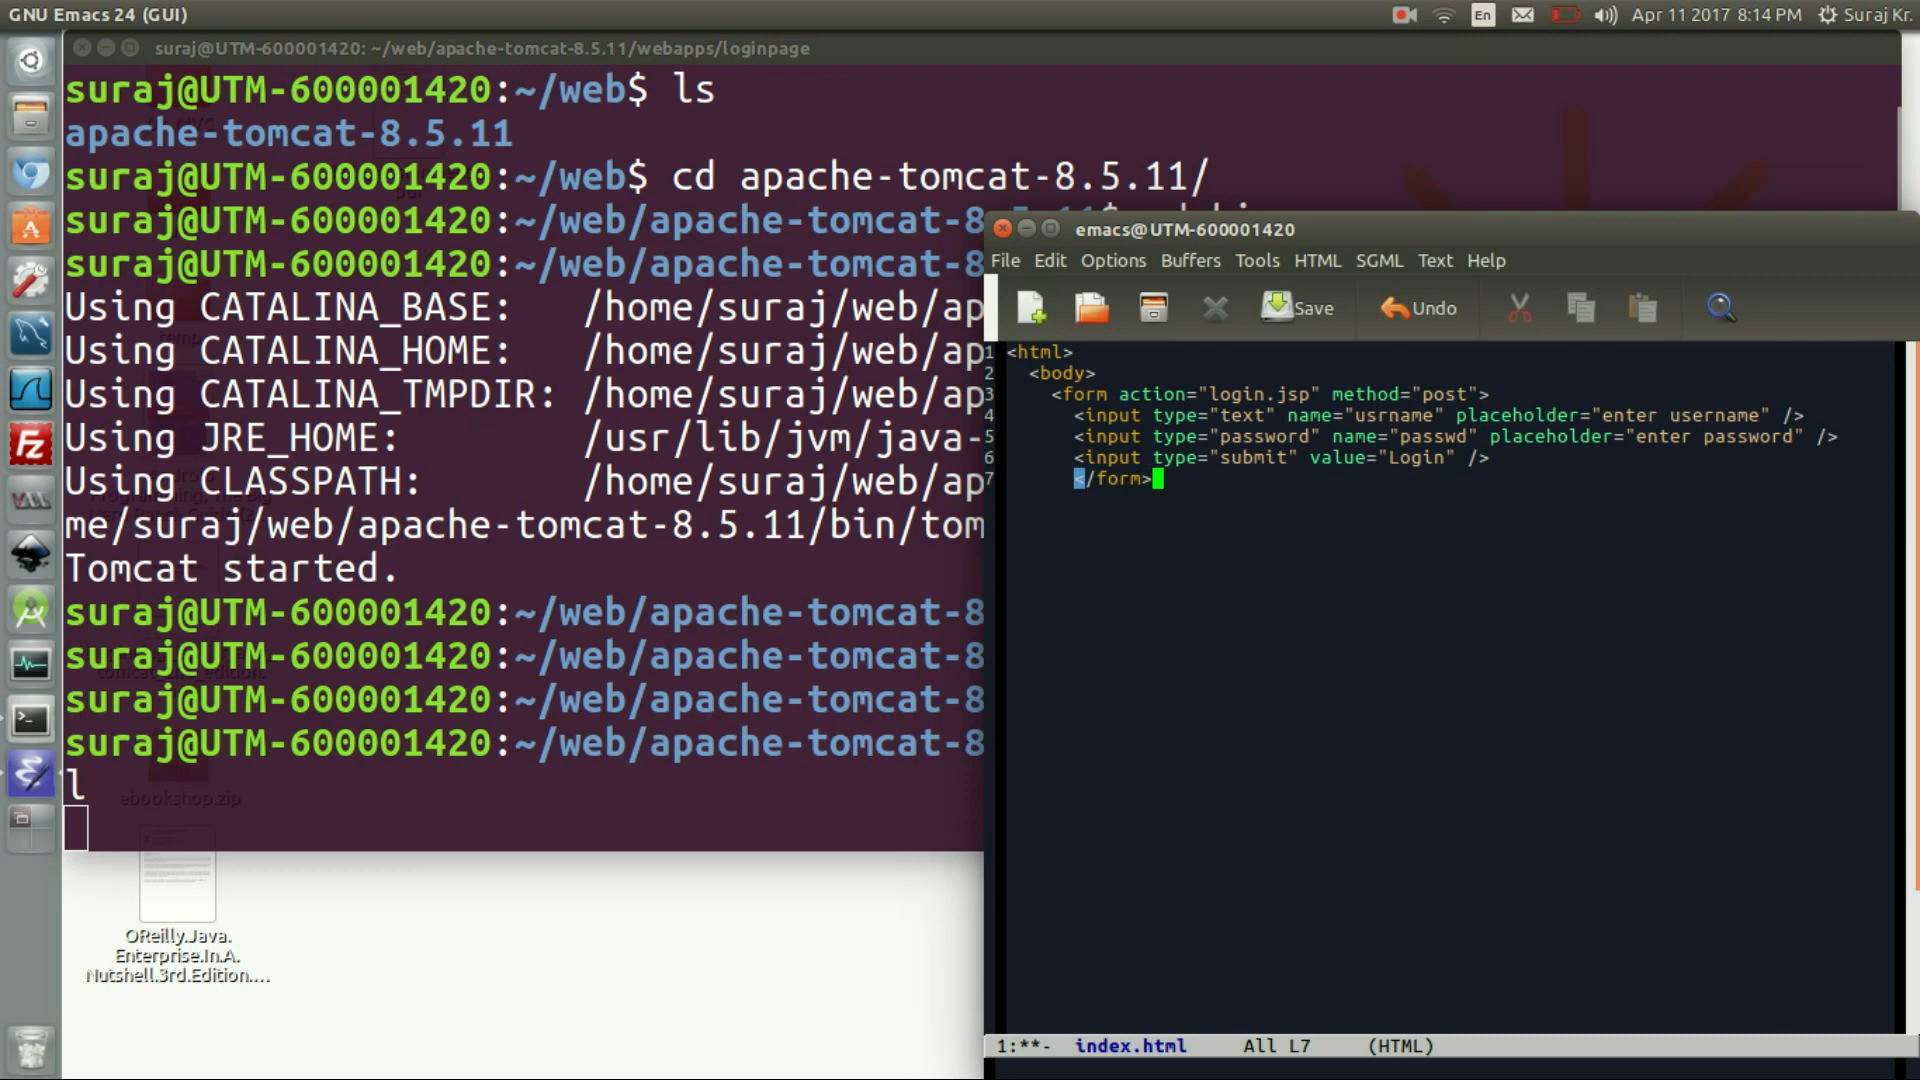 GNU Emacs 24 (GUI)
En
Apr 11 2017 8:14 PM
Suraj Kr.
suraj@UTM-600001420: ~/web/apache-tomcat-8.5.11/webapps/loginpage
suraj@UTM-600001420:~/web$ ls
apache-tomcat-8.5.11
suraj@UTM-600001420:~/web$ cd apache-tomcat-8.5.11/
suraj@UTM-600001420:~/web/apache-tomcat-8
suraj@UTM-600001420:~/web/apache-tomcat-8
Using CATALINA_BASE:   /home/suraj/web/ap
Using CATALINA_HOME:   /home/suraj/web/ap
Using CATALINA_TMPDIR: /home/suraj/web/ap
Using JRE_HOME:        /usr/lib/jvm/java-
Using CLASSPATH:       /home/suraj/web/ap
me/suraj/web/apache-tomcat-8.5.11/bin/tom
Tomcat started.
suraj@UTM-600001420:~/web/apache-tomcat-8
suraj@UTM-600001420:~/web/apache-tomcat-8
suraj@UTM-600001420:~/web/apache-tomcat-8
suraj@UTM-600001420:~/web/apache-tomcat-8
l
ebookshop.zip
OReilly.Java.
Enterprise.In.A.
Nutshell.3rd.Edition....
emacs@UTM-600001420
File Edit Options Buffers Tools HTML SGML Text Help
Save Undo
1 <html>
2   <body>
3     <form action="login.jsp" method="post">
4       <input type="text" name="usrname" placeholder="enter username" />
5       <input type="password" name="passwd" placeholder="enter password" />
6       <input type="submit" value="Login" />
7       </form>
1:**-  index.html     All L7     (HTML)